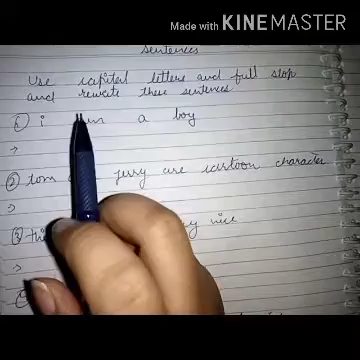 Made with KINEMASTER
Sentences
Use capital letters and full stop
and rewrite these sentences
① i am a boy
→
② tom jerry are cartoon character
→
③ nice
→